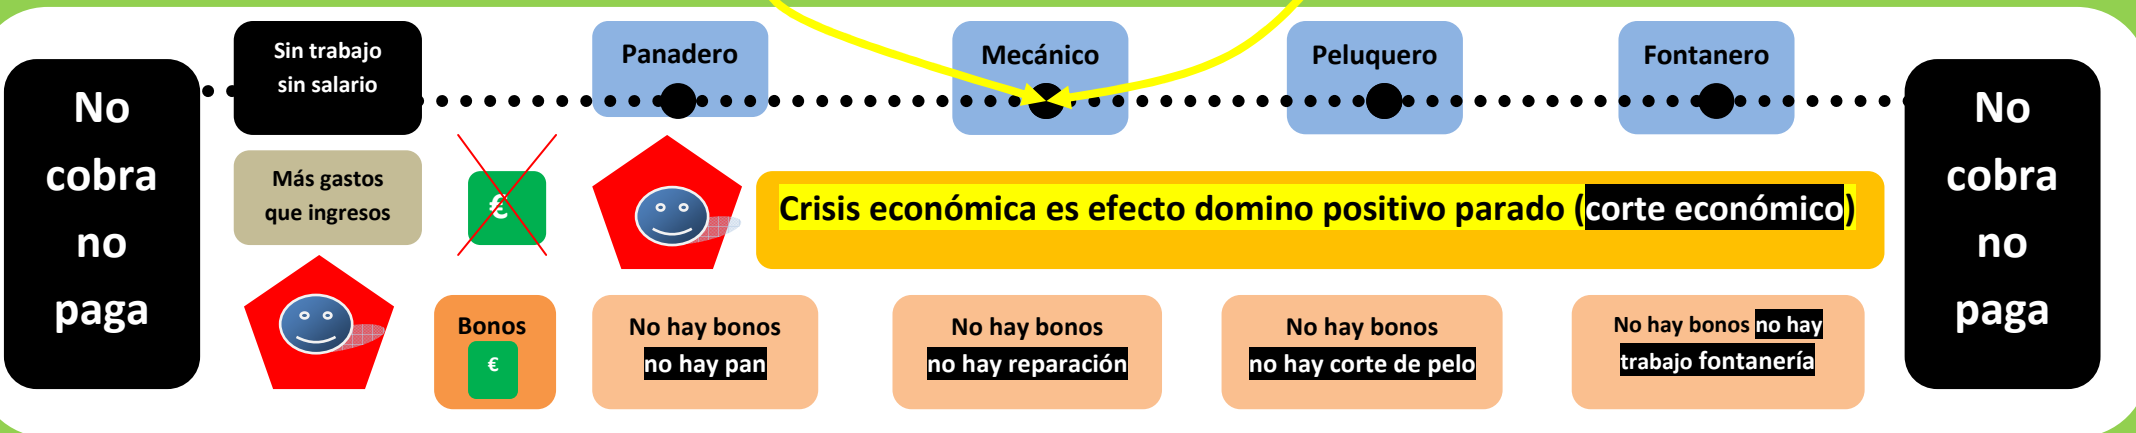 No
cobra
no
paga
Sin trabajo
sin salario
Panadero
Mecánico
Peluquero
Fontanero
Más gastos
que ingresos
€
Crisis económica es efecto domino positivo parado (corte económico)
Bonos
€
No hay bonos
no hay pan
No hay bonos
no hay reparación
No hay bonos
no hay corte de pelo
No hay bonos no hay
trabajo fontanería
No
cobra
no
paga